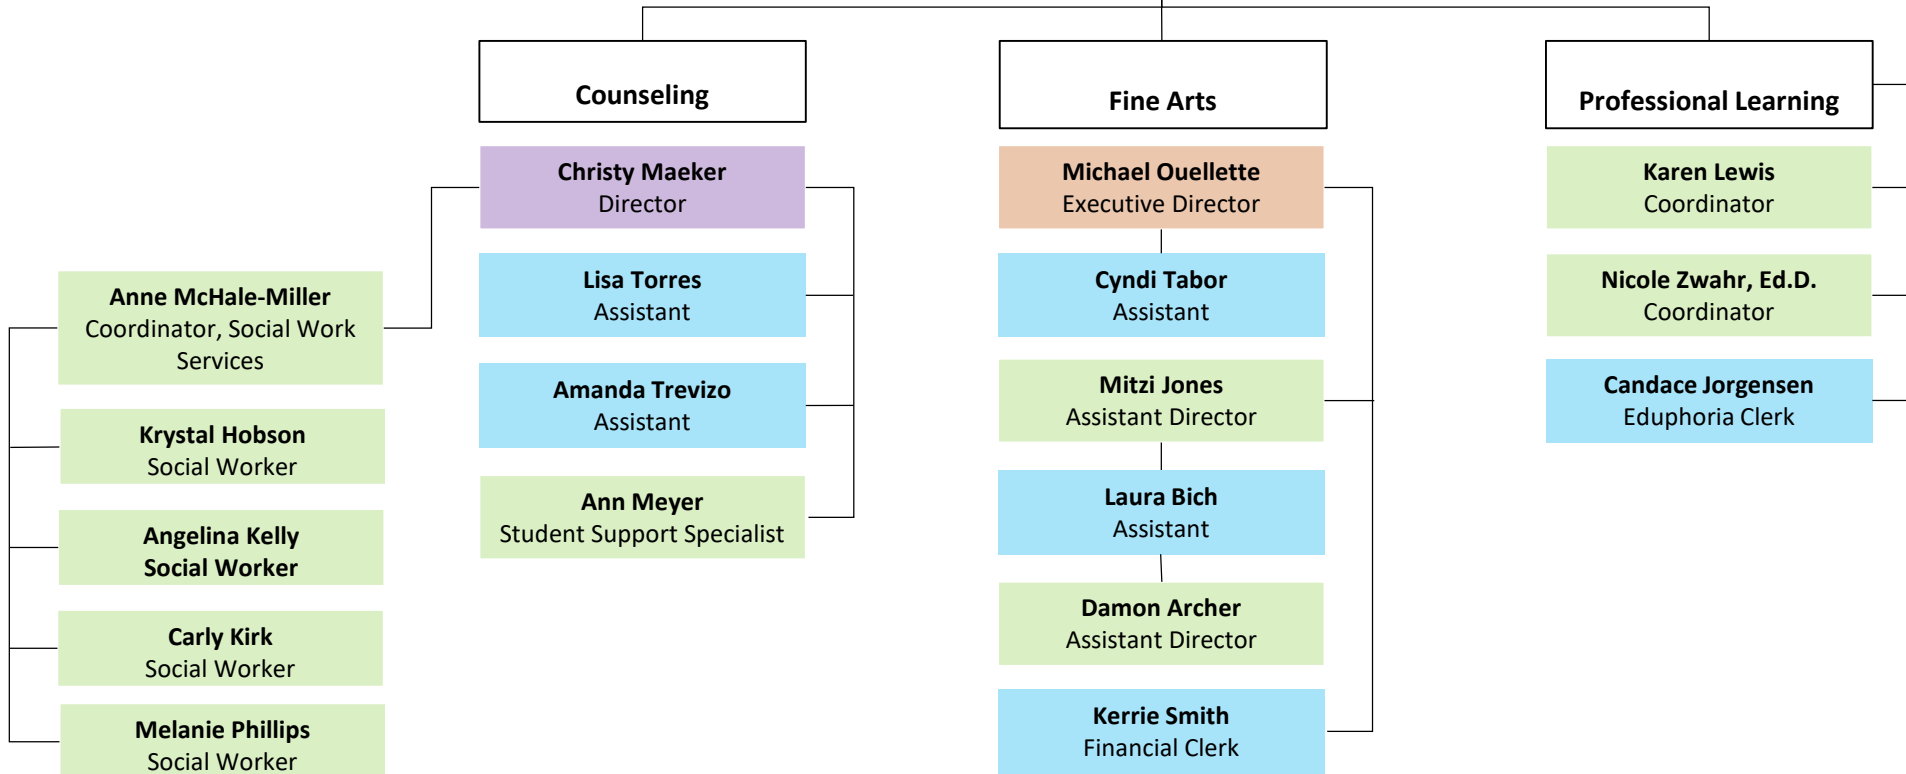 Counseling
Fine Arts
Professional Learning
Christy Maeker
Director
Lisa Torres
Assistant
Amanda Trevizo
Assistant
Ann Meyer
Student Support Specialist
Anne McHale-Miller
Coordinator, Social Work
Services
Krystal Hobson
Social Worker
Angelina Kelly
Social Worker
Carly Kirk
Social Worker
Melanie Phillips
Social Worker
Michael Ouellette
Executive Director
Cyndi Tabor
Assistant
Mitzi Jones
Assistant Director
Laura Bich
Assistant
Damon Archer
Assistant Director
Kerrie Smith
Financial Clerk
Karen Lewis
Coordinator
Nicole Zwahr, Ed.D.
Coordinator
Candace Jorgensen
Eduphoria Clerk